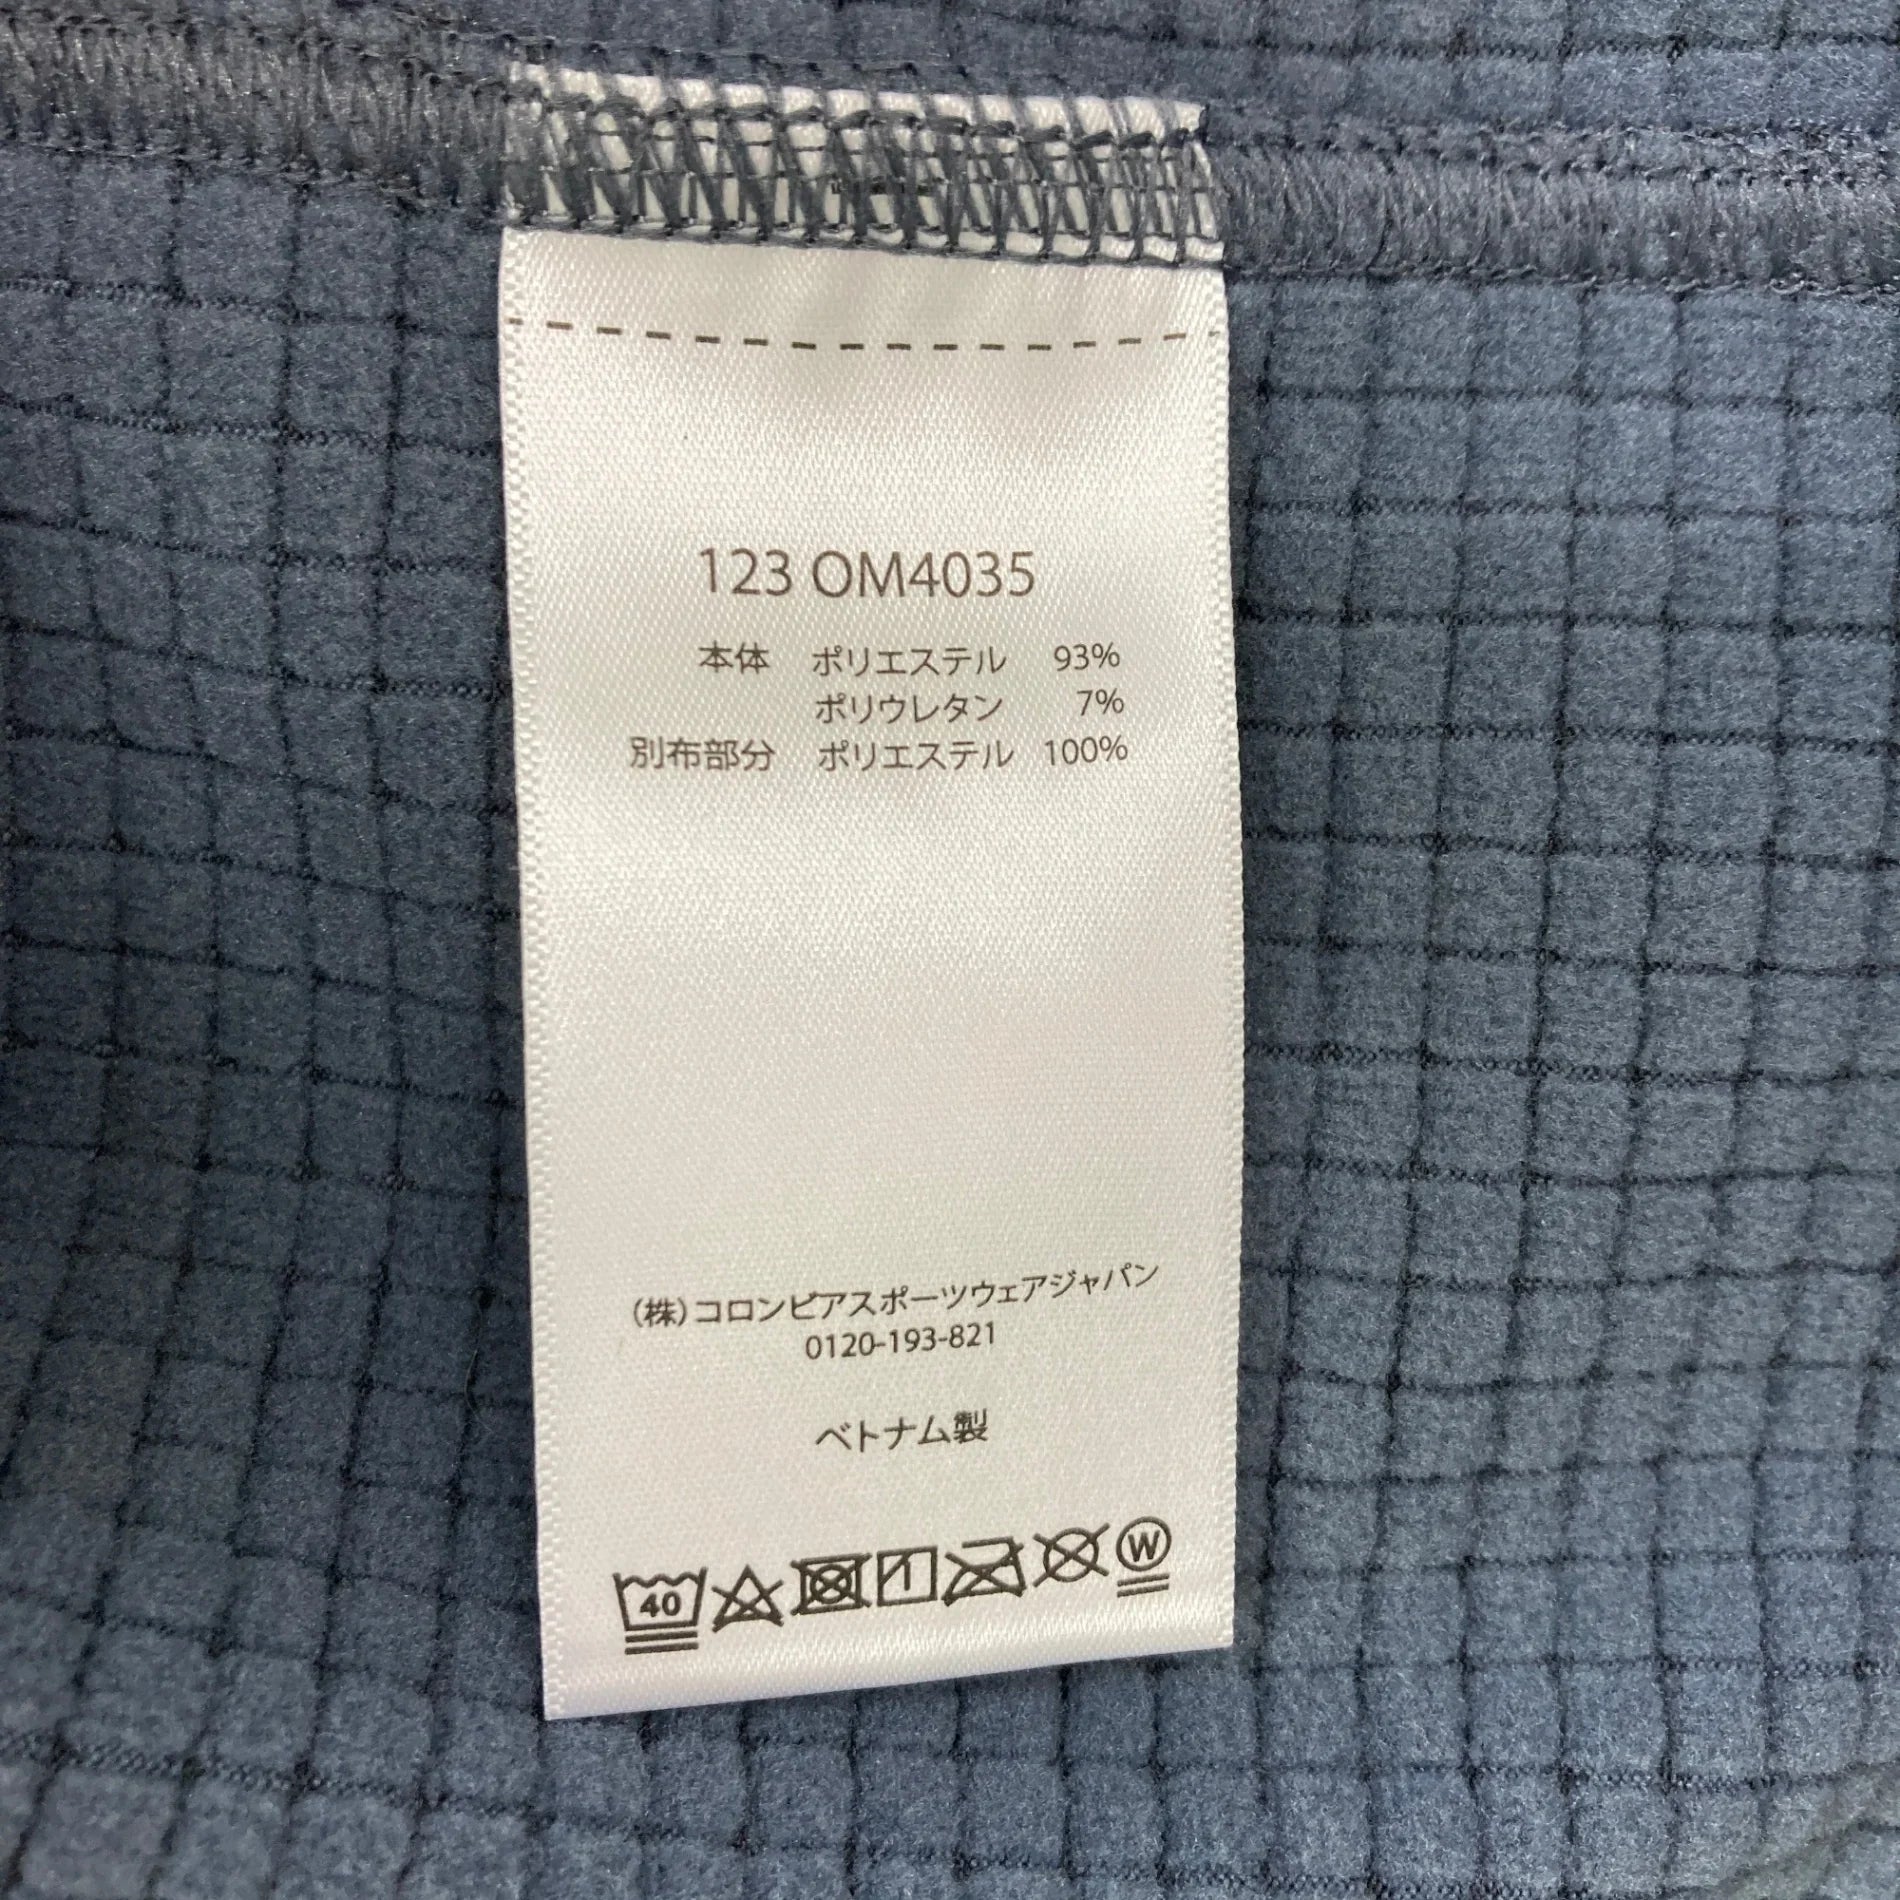 123 OM4035
本体 ポリエステル 93%
ポリウレタン 7%
別布部分 ポリエステル 100%
(株)コロンビアスポーツウェアジャパン
0120-193-821
ベトナム製
40 W